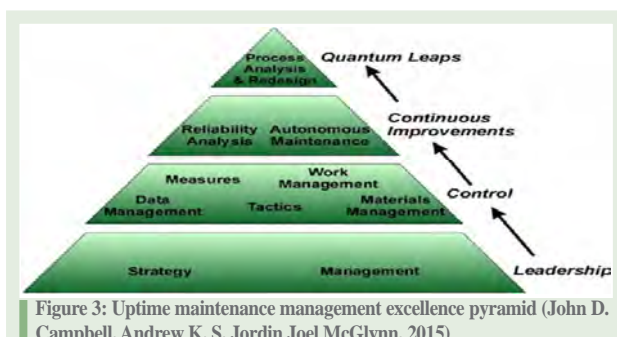 Process
Analysis
& Redesign
Quantum Leaps
Reliability
Analysis
Autonomous
Maintenance
Continuous
Improvements
Measures
Work
Management
Data
Management
Tactics
Materials
Management
Control
Strategy
Management
Leadership
Figure 3: Uptime maintenance management excellence pyramid (John D.
Campbell, Andrew K. S. Jordin Joel McGlynn, 2015)